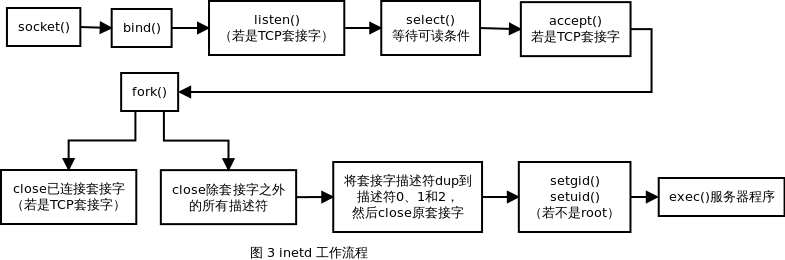 socket()
bind()
listen()
（若是TCP套接字）
select()
等待可读条件
accept()
若是TCP套接字
fork()
close已连接套接字
（若是TCP套接字）
close除套接字之外
的所有描述符
将套接字描述符dup到
描述符0、1和2，
然后close原套接字
setgid()
setuid()
（若不是root）
exec()服务器程序
图 3 inetd 工作流程